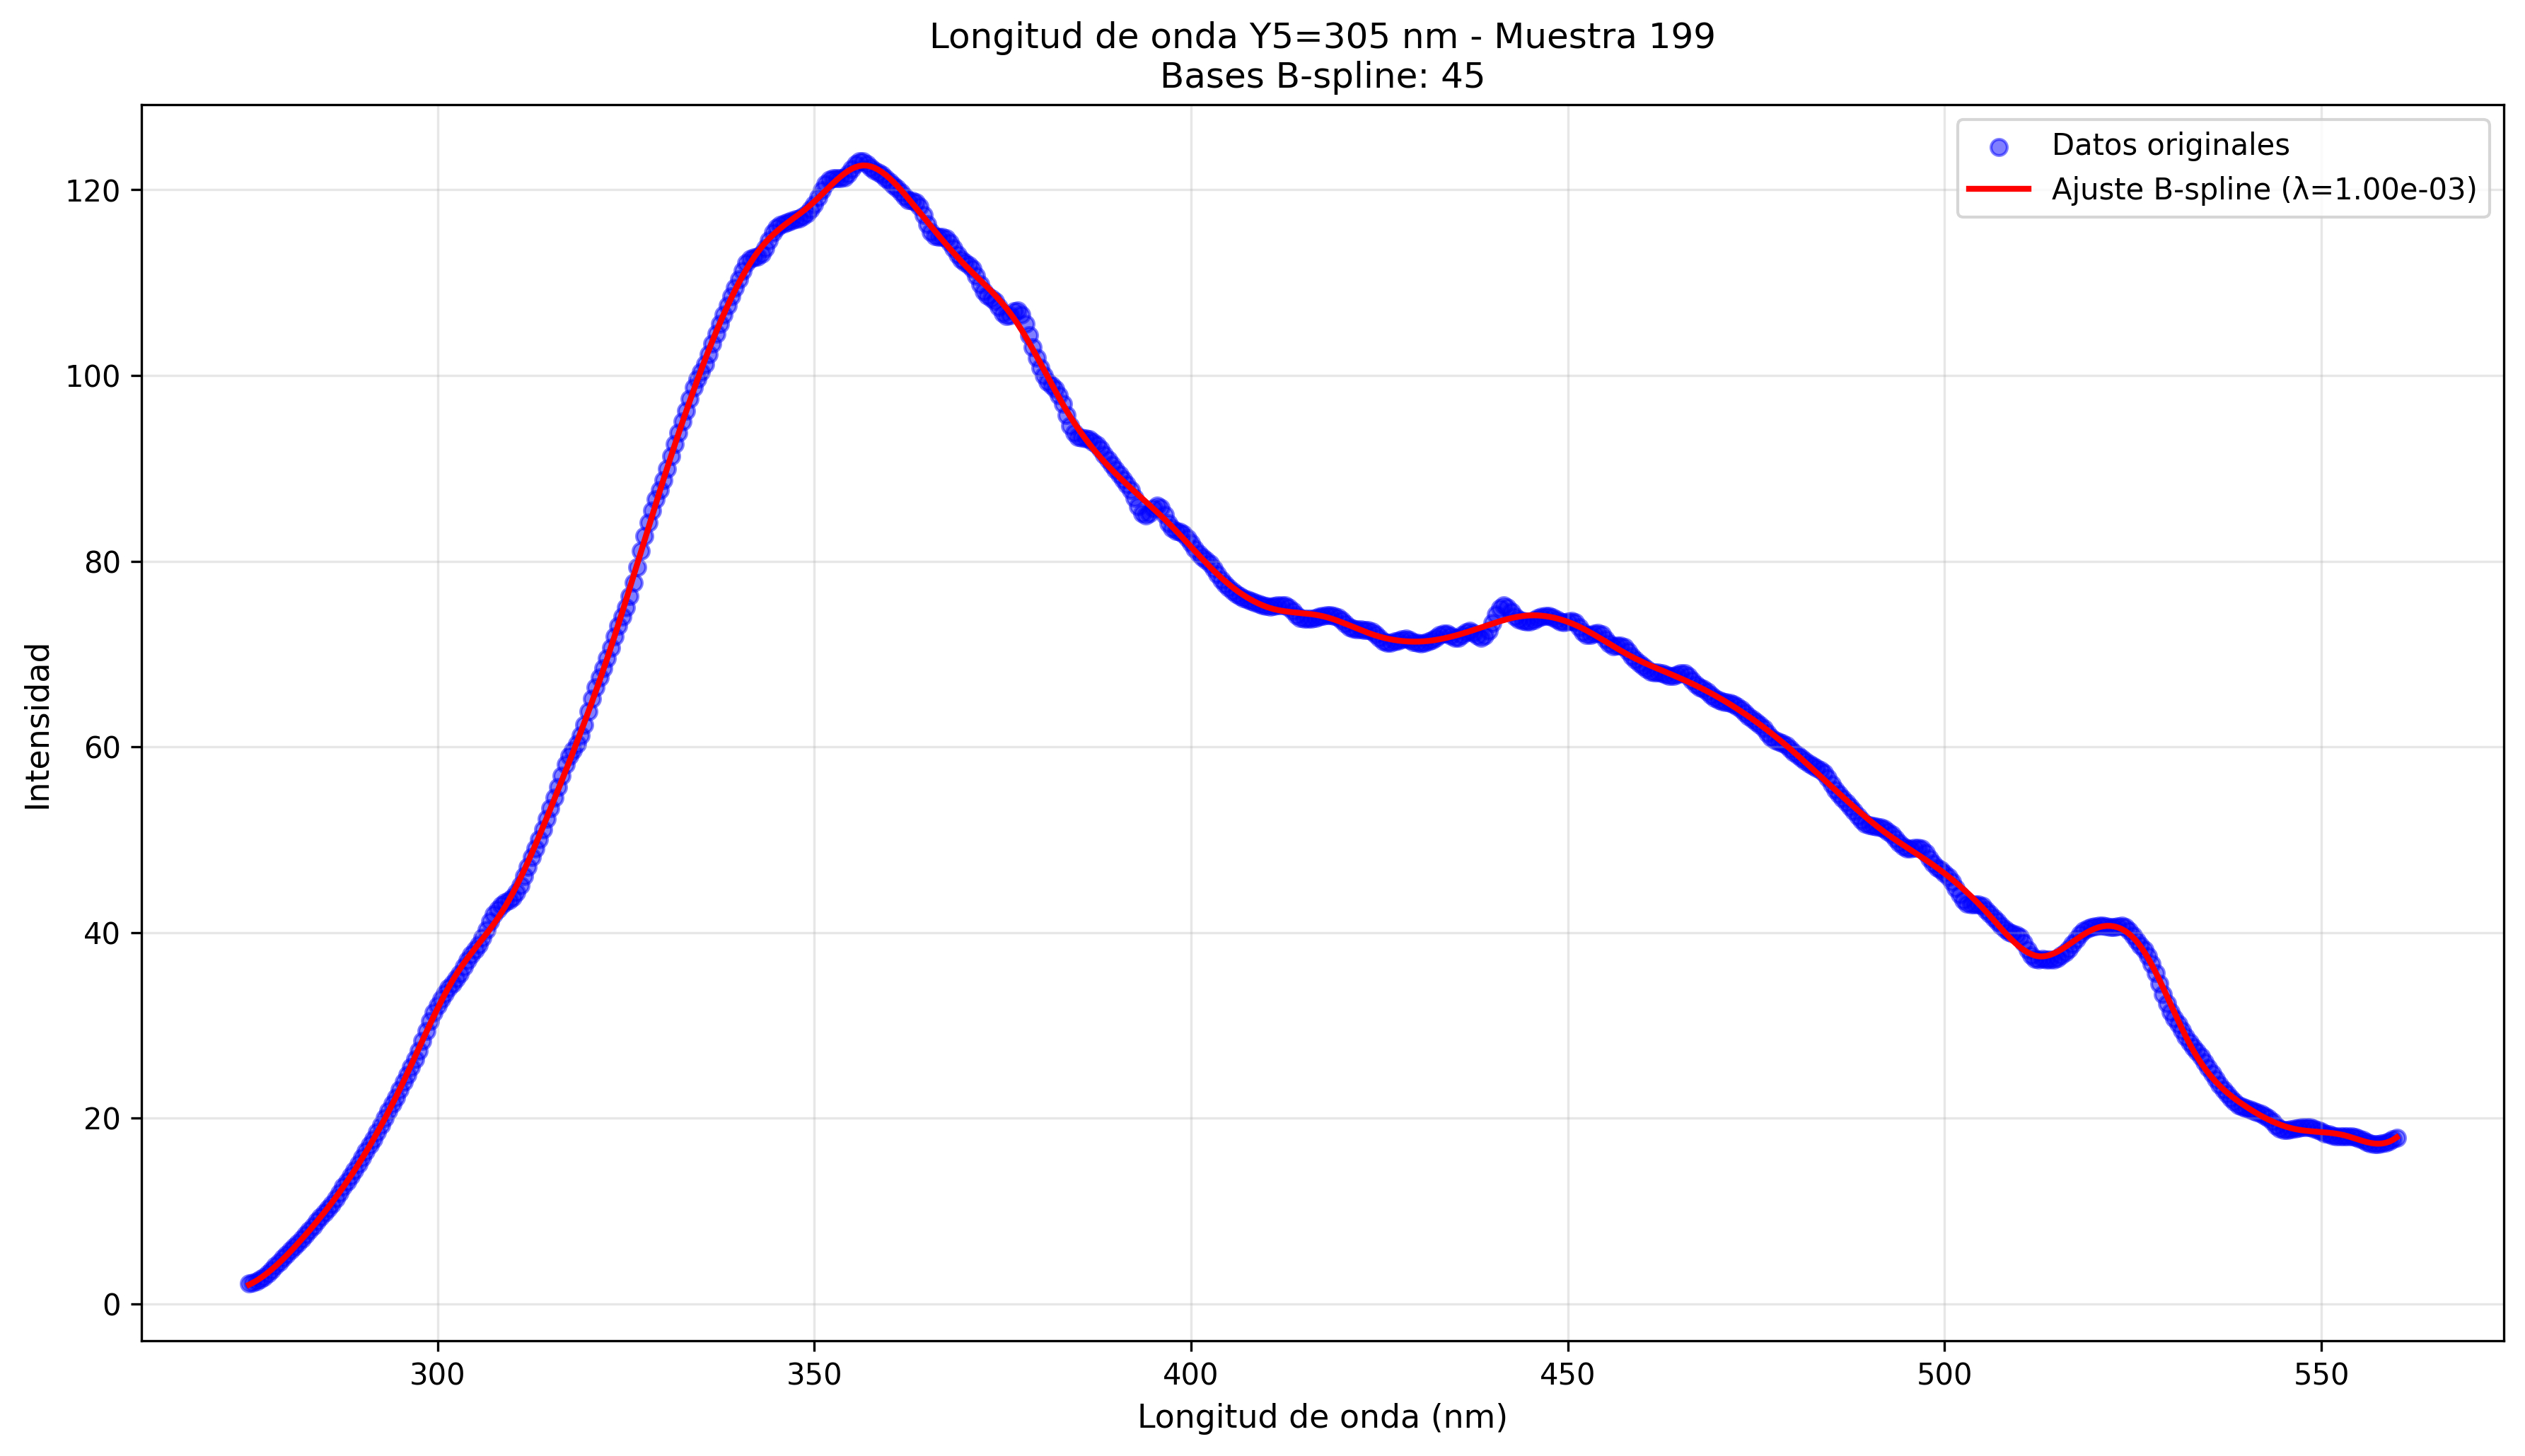 Longitud de onda Y5=305 nm - Muestra 199
Bases B-spline: 45
Datos originales
Ajuste B-spline (λ=1.00e-03)
Intensidad
120
100
80
60
40
20
0
300 350 400 450 500 550
Longitud de onda (nm)